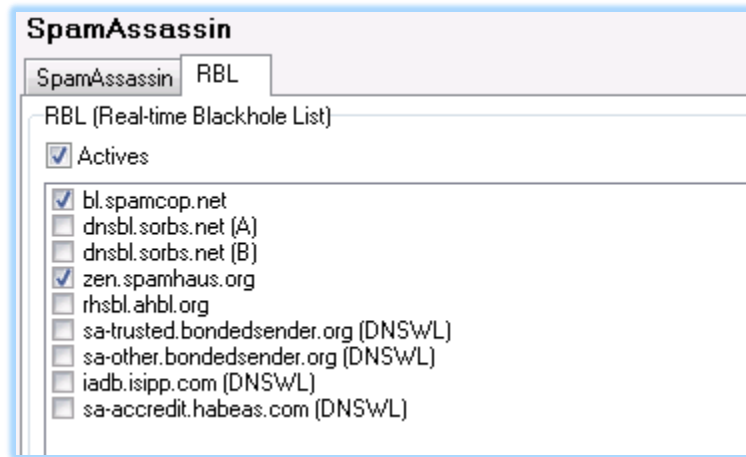 SpamAssassin
SpamAssassin RBL
RBL (Real-time Blackhole List)
Actives
bl.spamcop.net
dnsbl.sorbs.net (A)
dnsbl.sorbs.net (B)
zen.spamhaus.org
rhsbl.ahbl.org
sa-trusted.bondedsender.org (DNSWL)
sa-other.bondedsender.org (DNSWL)
iadb.isipp.com (DNSWL)
sa-accredit.habeas.com (DNSWL)